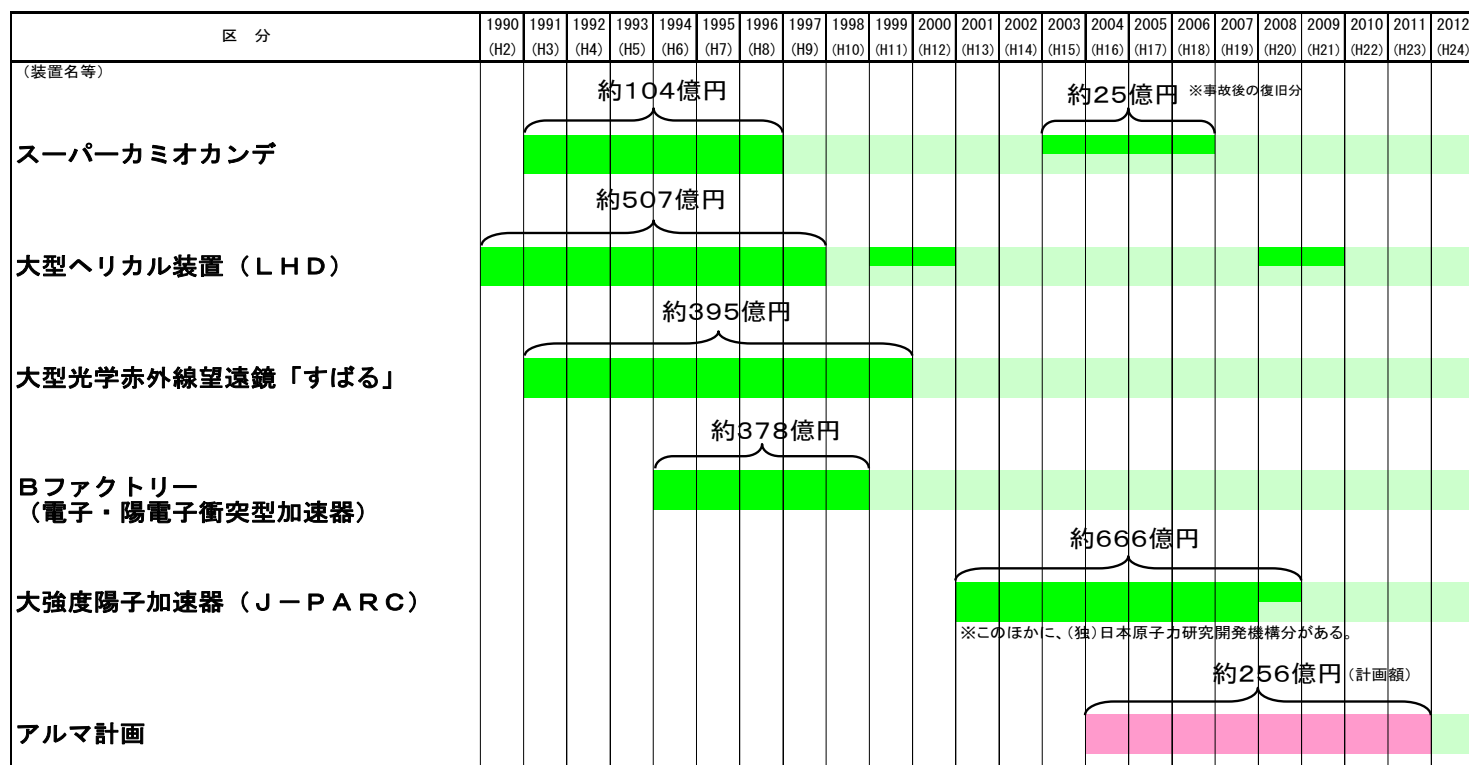 区 分
1990 1991 1992 1993 1994 1995 1996 1997 1998 1999 2000 2001 2002 2003 2004 2005 2006 2007 2008 2009 2010 2011 2012
(H2) (H3) (H4) (H5) (H6) (H7) (H8) (H9) (H10) (H11) (H12) (H13) (H14) (H15) (H16) (H17) (H18) (H19) (H20) (H21) (H22) (H23) (H24)
(装置名等)
約104億円
約25億円 ※事故後の復旧分
スーパーカミオカンデ
約507億円
大型ヘリカル装置（ＬＨＤ）
約395億円
大型光学赤外線望遠鏡「すばる」
約378億円
Ｂファクトリー
（電子・陽電子衝突型加速器）
約666億円
大強度陽子加速器（Ｊ－ＰＡＲＣ）
※このほかに、(独)日本原子力研究開発機構分がある。
約256億円(計画額)
アルマ計画